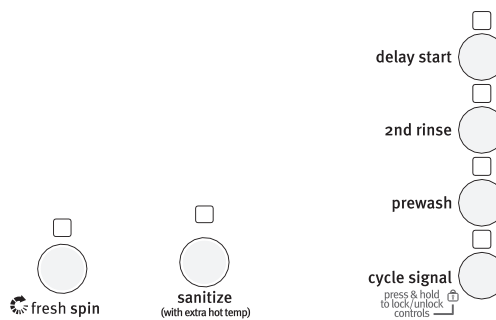 delay start
2nd rinse
prewash
cycle signal
press & hold
to lock/unlock
controls
fresh spin
sanitize
(with extra hot temp)